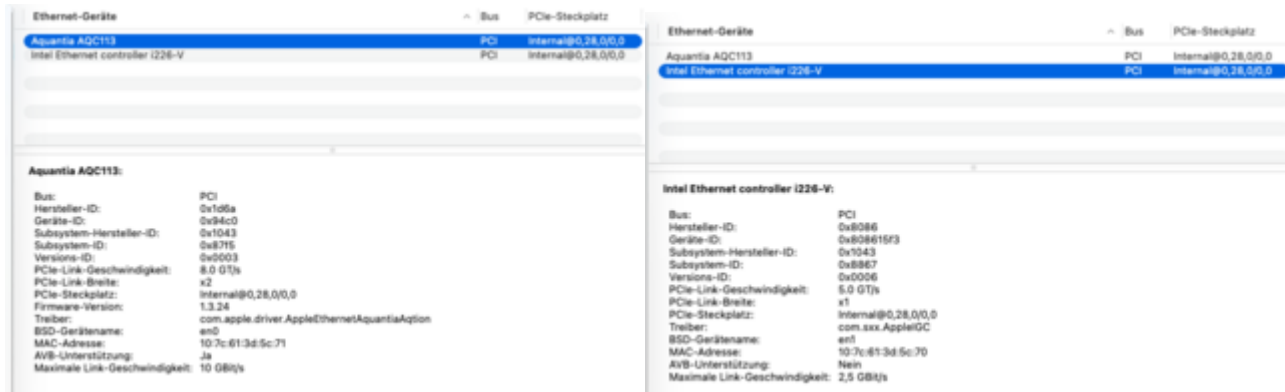 Ethernet-Geräte Bus PCIe-Steckplatz
Aquantia AQC113 PCI Internal@0,28,0/0,0
Intel Ethernet controller i226-V PCI Internal@0,28,0/0,0
Aquantia AQC113:
Bus: PCI
Hersteller-ID: 0x1d6a
Geräte-ID: 0x94c0
Subsystem-Hersteller-ID: 0x1043
Subsystem-ID: 0x87f5
Versions-ID: 0x0003
PCIe-Link-Geschwindigkeit: 8.0 GT/s
PCIe-Link-Breite: x2
PCIe-Steckplatz: Internal@0,28,0/0,0
Firmware-Version: 1.3.24
Treiber: com.apple.driver.AppleEthernetAquantiaAqtion
BSD-Gerätename: en0
MAC-Adresse: 10:7c:61:3d:5c:71
AVB-Unterstützung: Ja
Maximale Link-Geschwindigkeit: 10 GBit/s
Ethernet-Geräte Bus PCIe-Steckplatz
Aquantia AQC113 PCI Internal@0,28,0/0,0
Intel Ethernet controller i226-V PCI Internal@0,28,0/0,0
Intel Ethernet controller i226-V:
Bus: PCI
Hersteller-ID: 0x8086
Geräte-ID: 0x808615f3
Subsystem-Hersteller-ID: 0x1043
Subsystem-ID: 0x8867
Versions-ID: 0x0006
PCIe-Link-Geschwindigkeit: 5.0 GT/s
PCIe-Link-Breite: x1
PCIe-Steckplatz: Internal@0,28,0/0,0
Treiber: com.sxx.AppleIGC
BSD-Gerätename: en1
MAC-Adresse: 10:7c:61:3d:5c:70
AVB-Unterstützung: Nein
Maximale Link-Geschwindigkeit: 2,5 GBit/s